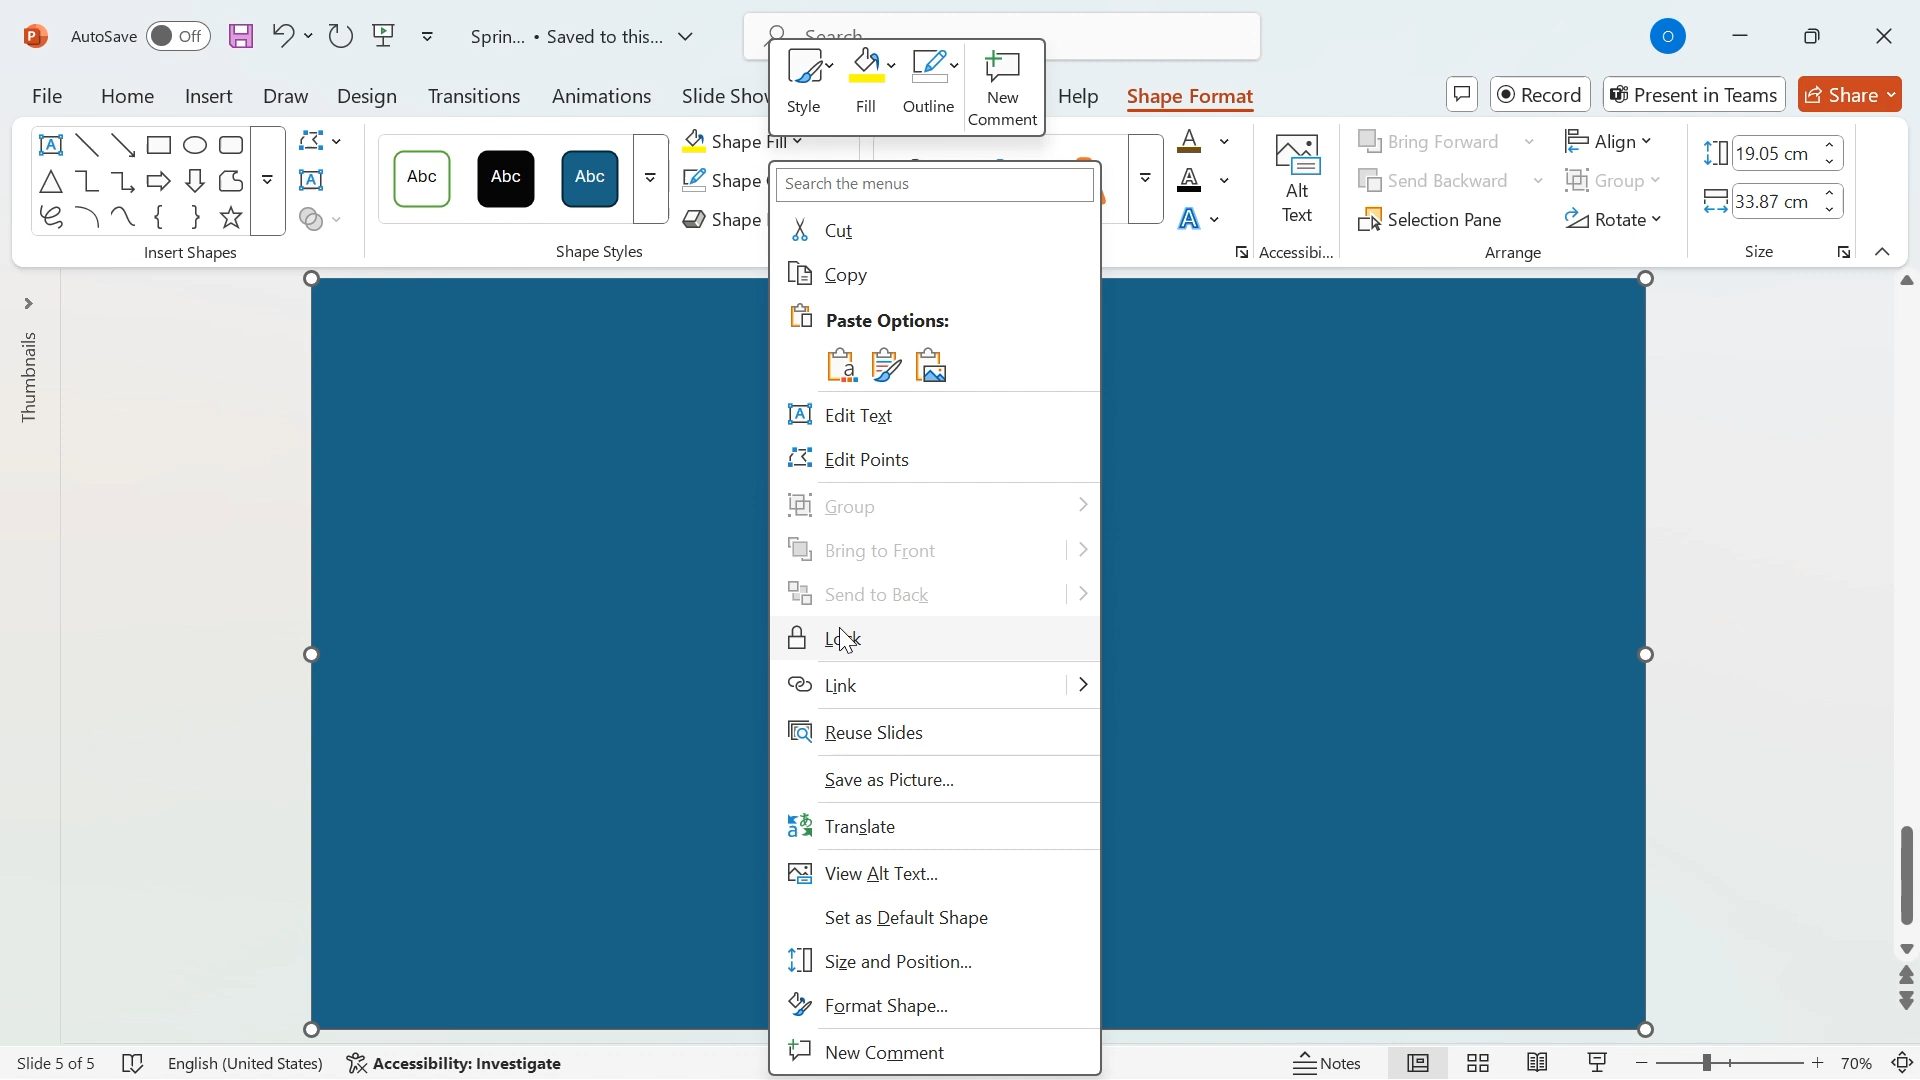 AutoSave Off Sprin... • Saved to this... Search O
File Home Insert Draw Design Transitions Animations Slide Show Help Shape Format Record Present in Teams Share
Style Fill Outline New Comment
Abc Abc Abc
Shape Fill
Shape
Shape
Insert Shapes
Shape Styles
Alt Text
Accessibi...
Bring Forward Align
Send Backward Group
Selection Pane Rotate
Arrange
19.05 cm
33.87 cm
Size
Thumbnails
Search the menus
Cut
Copy
Paste Options:
Edit Text
Edit Points
Group
Bring to Front
Send to Back
Lock
Link
Reuse Slides
Save as Picture...
Translate
View Alt Text...
Set as Default Shape
Size and Position...
Format Shape...
New Comment
Slide 5 of 5 English (United States) Accessibility: Investigate Notes 70%